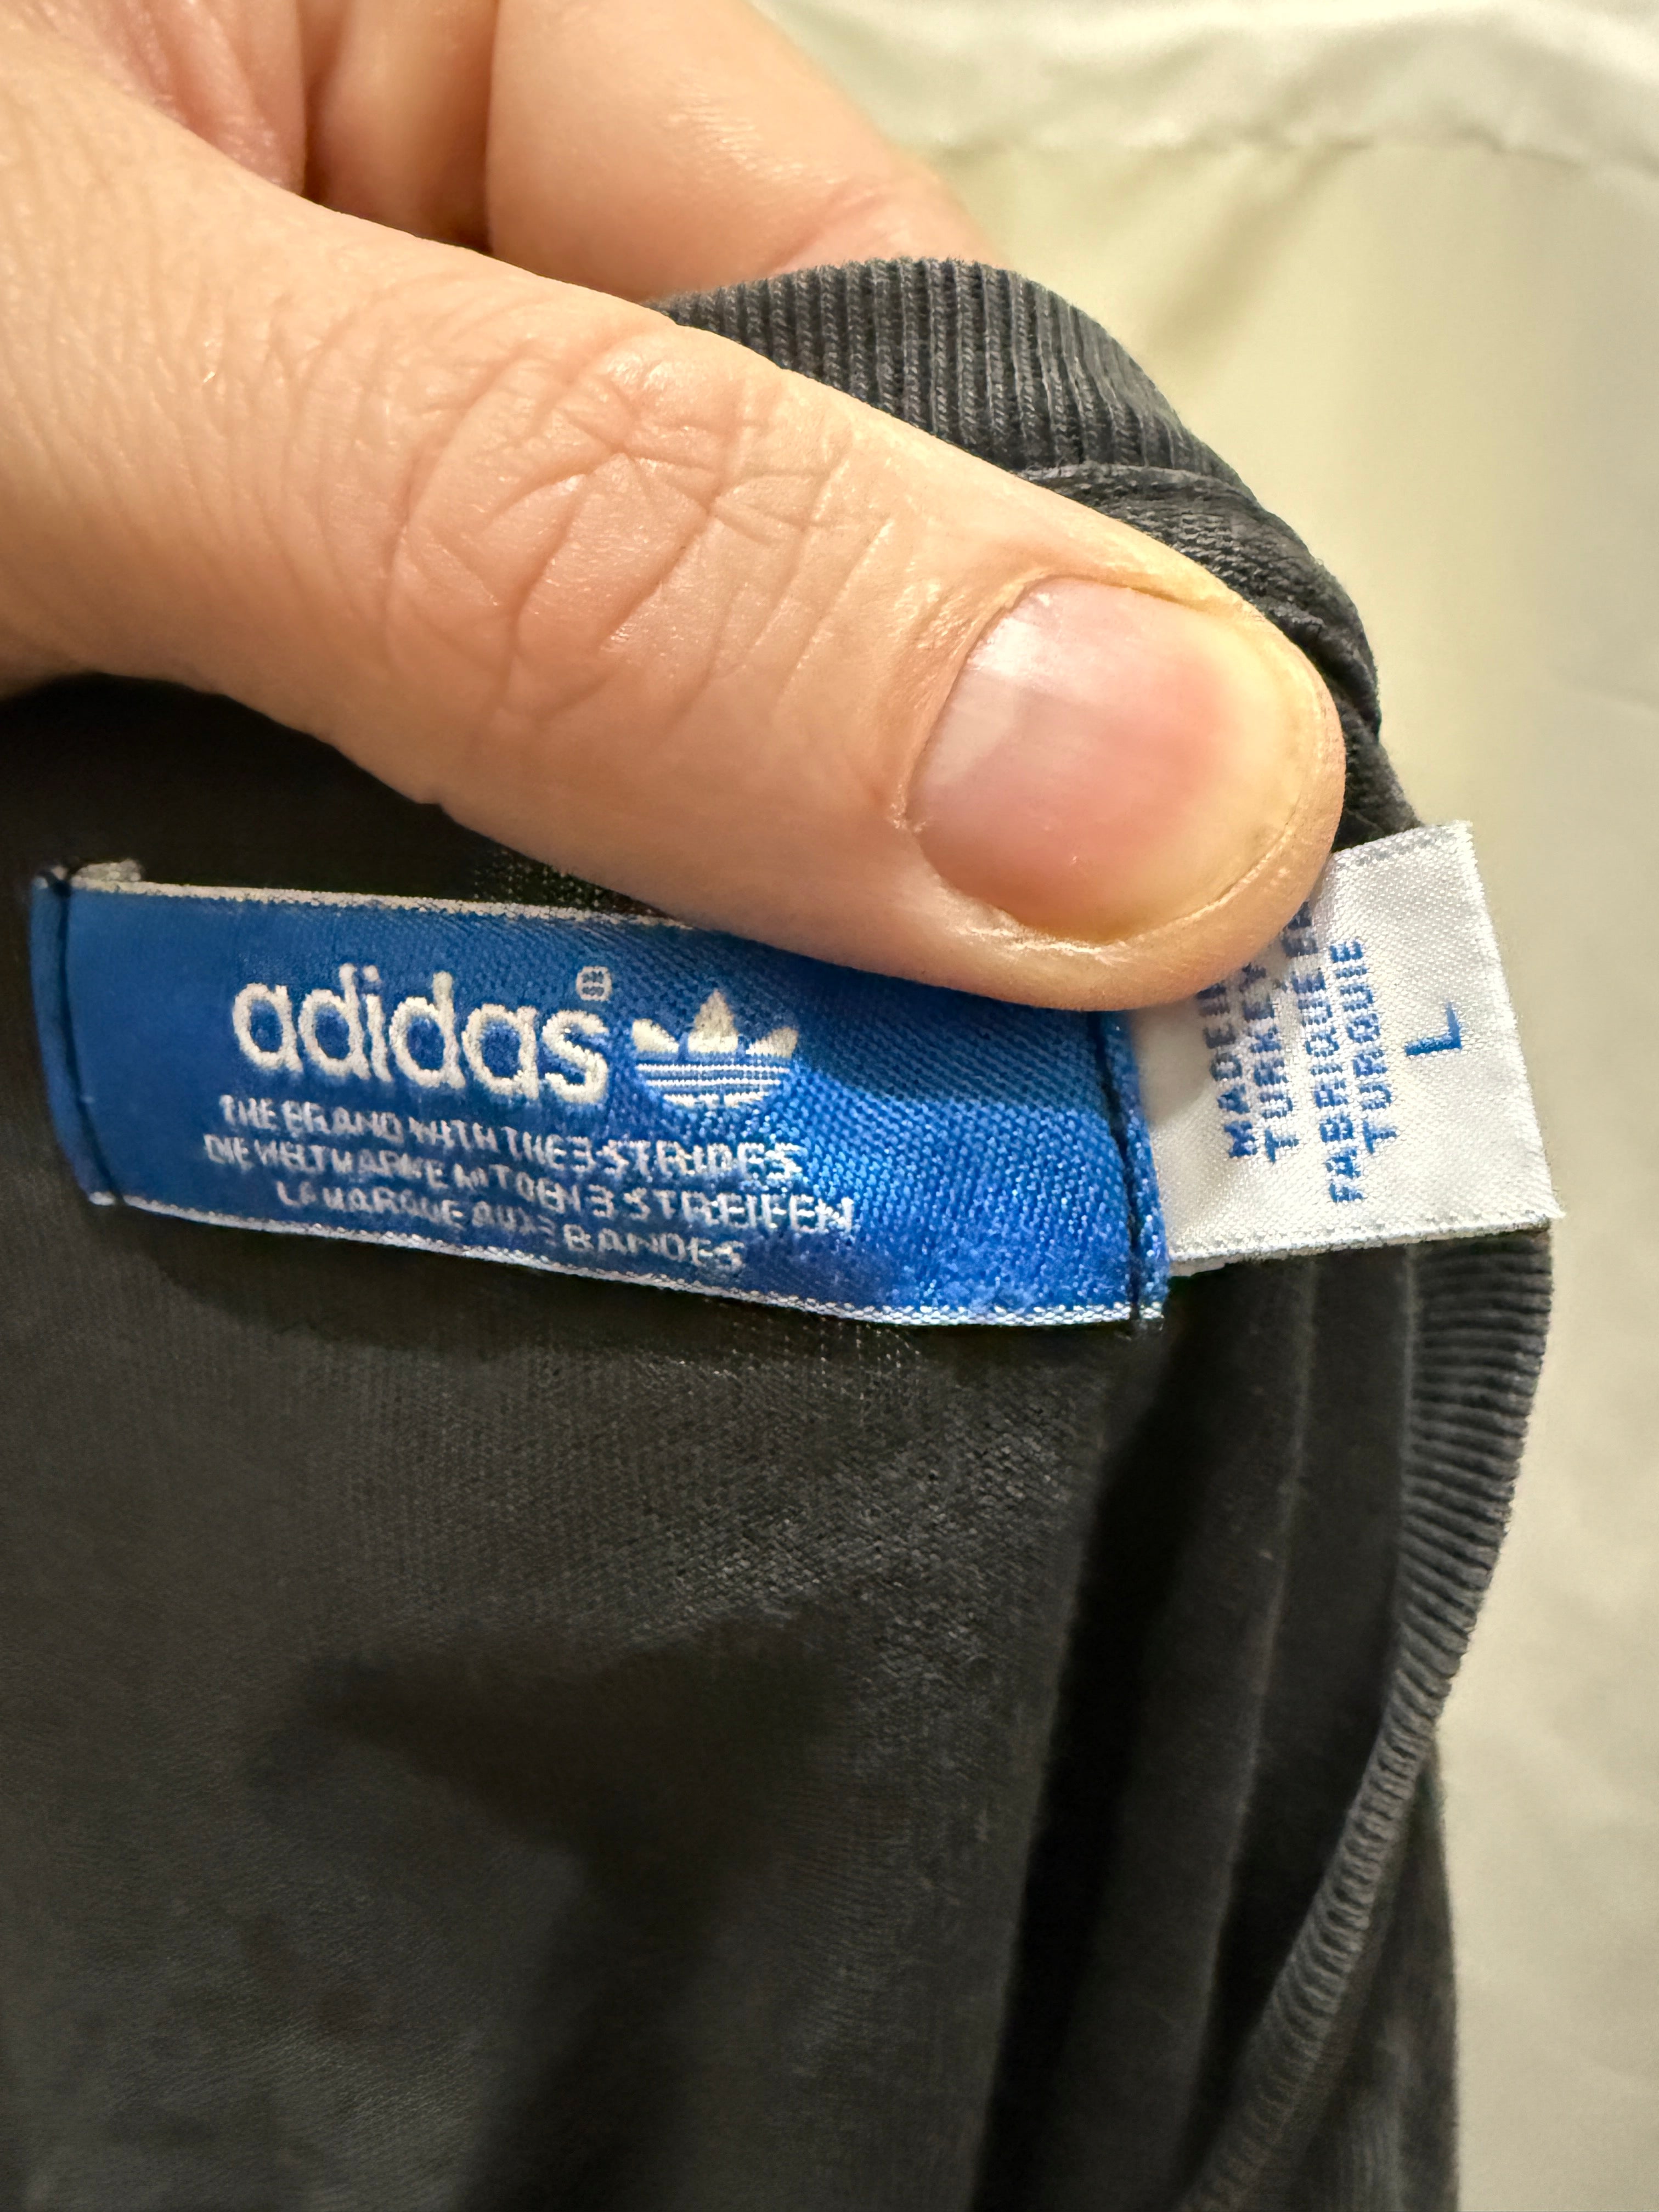 adidas®
THE BRAND WITH THE 3 STRIPES
DIE WELTMARKE MIT DEN 3 STREIFEN
LA MARQUE AUX 3 BANDES
MADE IN
TURKEY
FABRIQUE EN
TURQUIE
L